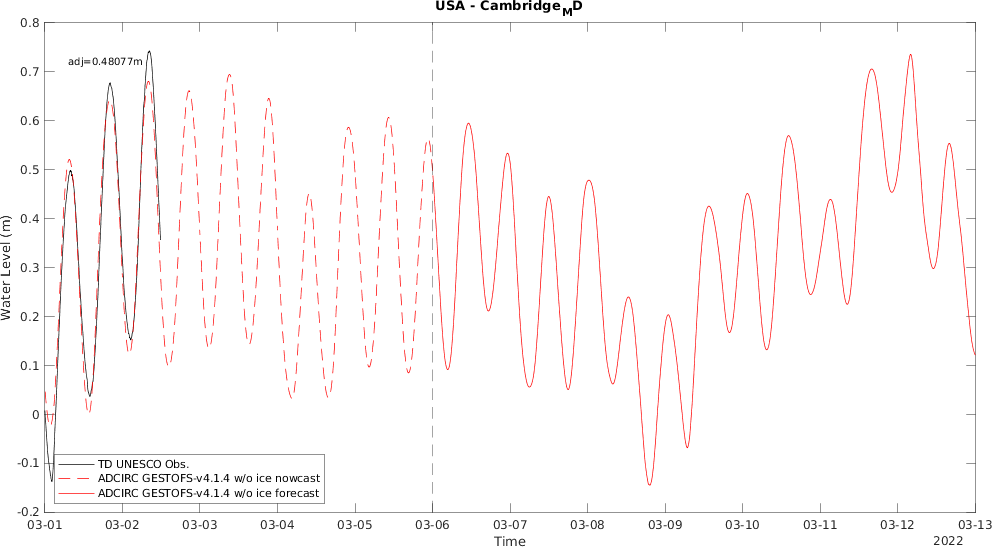 USA - Cambridge_MD
0.8
0.7
0.6
0.5
0.4
0.3
0.2
0.1
0
-0.1
-0.2
Water Level (m)
adj=0.48077m
TD UNESCO Obs.
ADCIRC GESTOFS-v4.1.4 w/o ice nowcast
ADCIRC GESTOFS-v4.1.4 w/o ice forecast
03-01 03-02 03-03 03-04 03-05 03-06 03-07 03-08 03-09 03-10 03-11 03-12 03-13
Time
2022